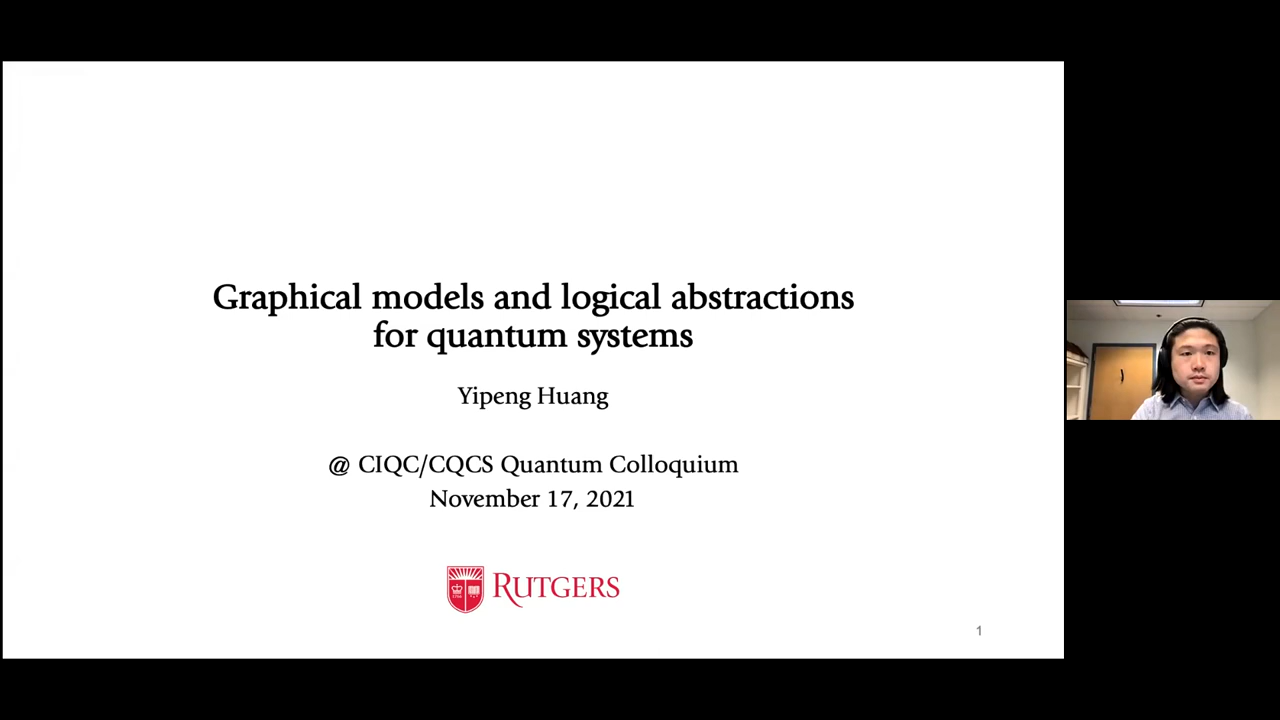 Graphical models and logical abstractions
for quantum systems
Yipeng Huang
@ CIQC/CQCS Quantum Colloquium
November 17, 2021
RUTGERS
1